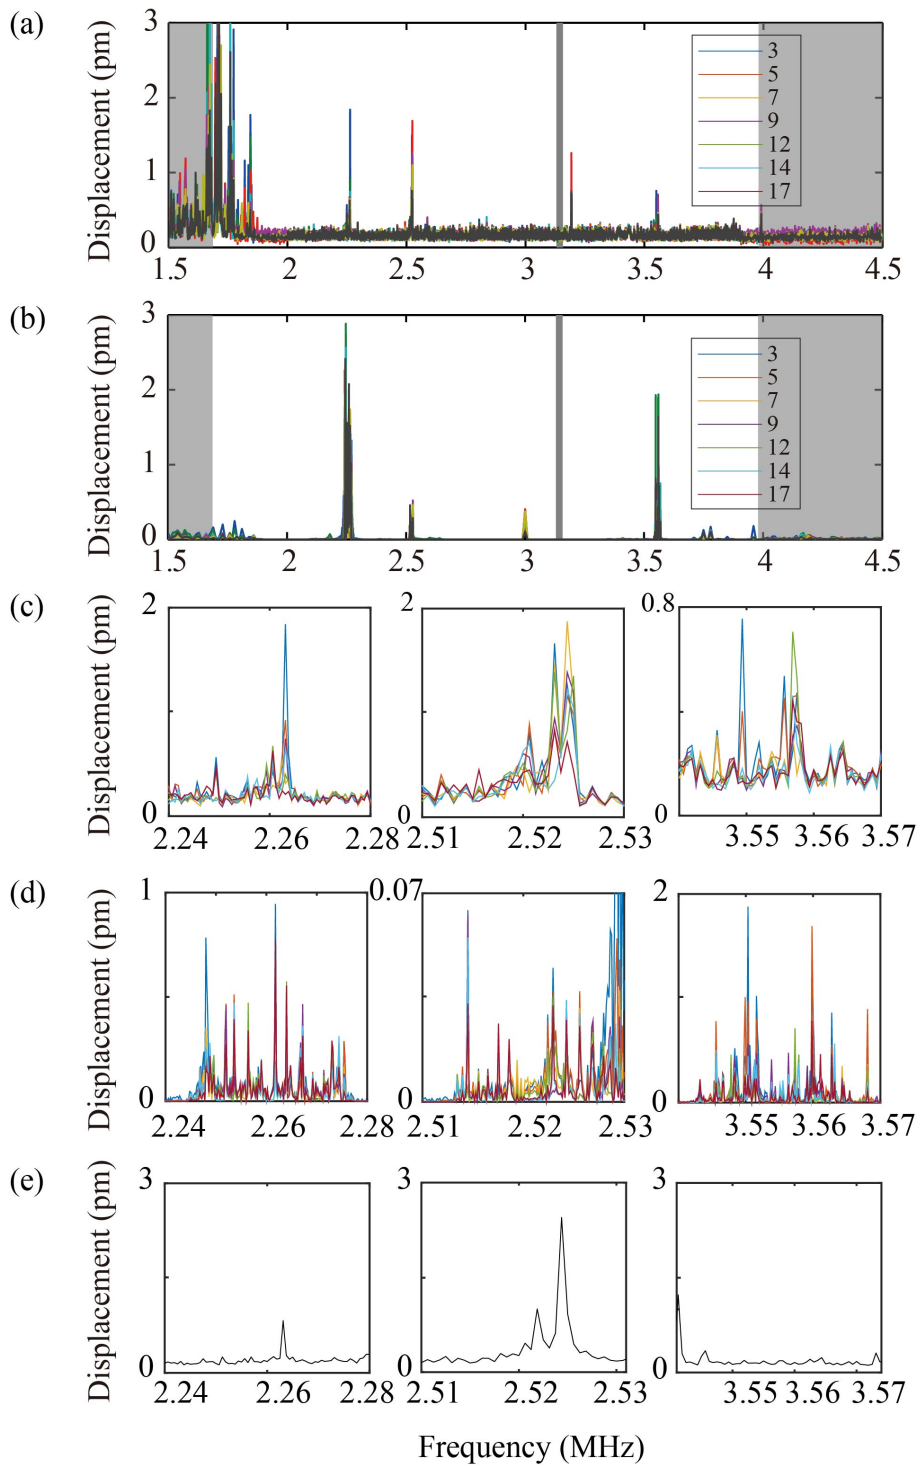 (a)
Displacement (pm)
3
2
1
0
3
5
7
9
12
14
17
1.5 2 2.5 3 3.5 4 4.5
(b)
Displacement (pm)
3
2
1
0
3
5
7
9
12
14
17
1.5 2 2.5 3 3.5 4 4.5
(c)
Displacement (pm)
2 2 0.8
0 0 0
2.24 2.26 2.28 2.51 2.52 2.53 3.55 3.56 3.57
(d)
Displacement (pm)
1 0.07 2
0 0 0
2.24 2.26 2.28 2.51 2.52 2.53 3.55 3.56 3.57
(e)
Displacement (pm)
3 3 3
0 0 0
2.24 2.26 2.28 2.51 2.52 2.53 3.55 3.56 3.57
Frequency (MHz)